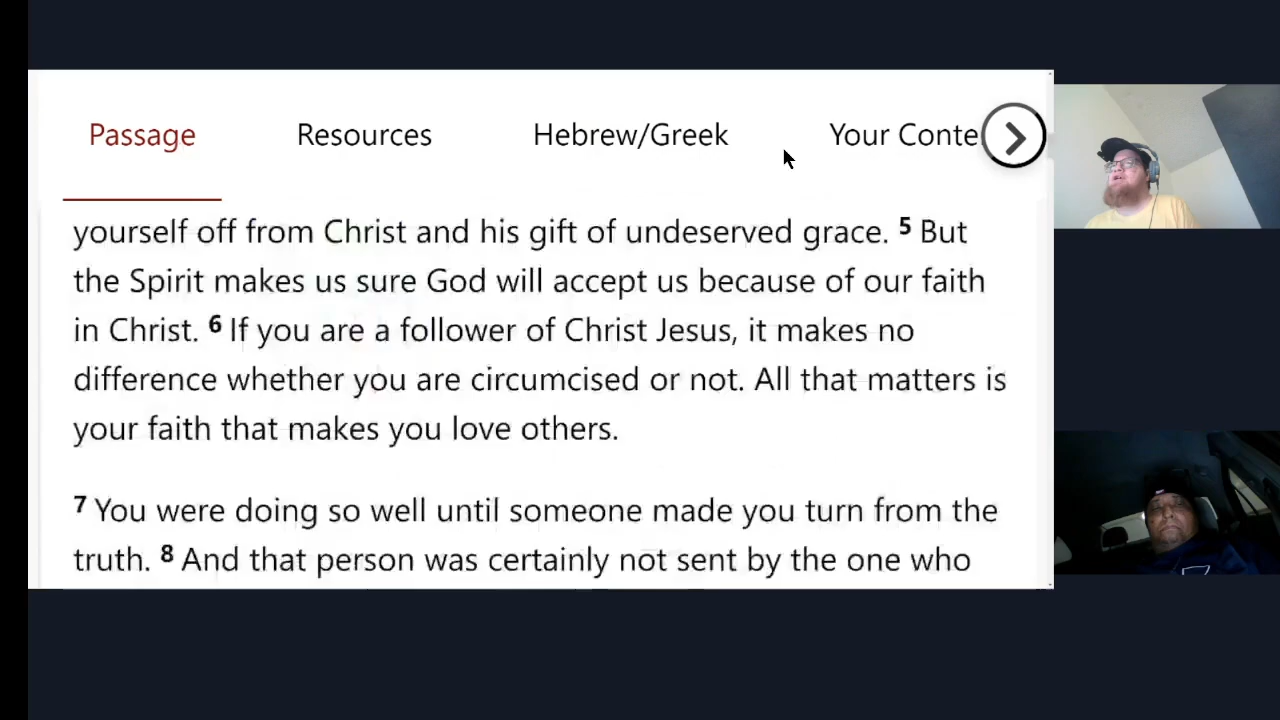 Passage Resources Hebrew/Greek Your Conte
yourself off from Christ and his gift of undeserved grace. 5 But
the Spirit makes us sure God will accept us because of our faith
in Christ. 6 If you are a follower of Christ Jesus, it makes no
difference whether you are circumcised or not. All that matters is
your faith that makes you love others.
7 You were doing so well until someone made you turn from the
truth. 8 And that person was certainly not sent by the one who